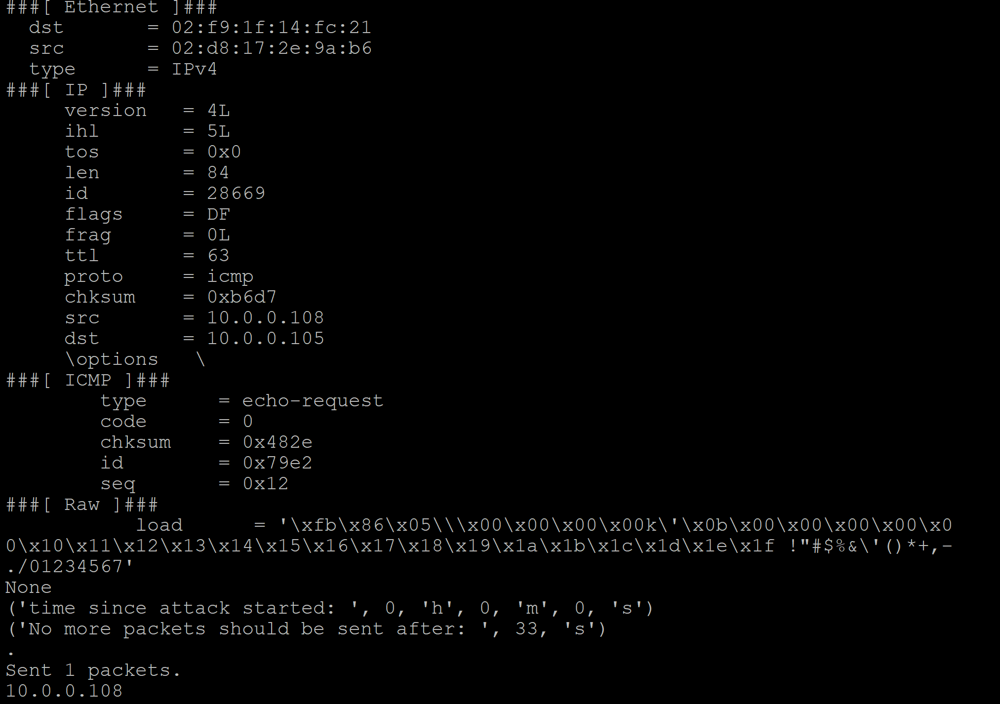 ###[ Ethernet ]###
  dst       = 02:f9:1f:14:fc:21
  src       = 02:d8:17:2e:9a:b6
  type      = IPv4
###[ IP ]###
     version   = 4L
     ihl       = 5L
     tos       = 0x0
     len       = 84
     id        = 28669
     flags     = DF
     frag      = 0L
     ttl       = 63
     proto     = icmp
     chksum    = 0xb6d7
     src       = 10.0.0.108
     dst       = 10.0.0.105
     \options   \
###[ ICMP ]###
        type      = echo-request
        code      = 0
        chksum    = 0x482e
        id        = 0x79e2
        seq       = 0x12
###[ Raw ]###
           load      = '\xfb\x86\x05\\\x00\x00\x00\x00k\'\x0b\x00\x00\x00\x00\x0
0\x10\x11\x12\x13\x14\x15\x16\x17\x18\x19\x1a\x1b\x1c\x1d\x1e\x1f !"#$%&\'()*+,-
./01234567'
None
('time since attack started: ', 0, 'h', 0, 'm', 0, 's')
('No more packets should be sent after: ', 33, 's')
.
Sent 1 packets.
10.0.0.108